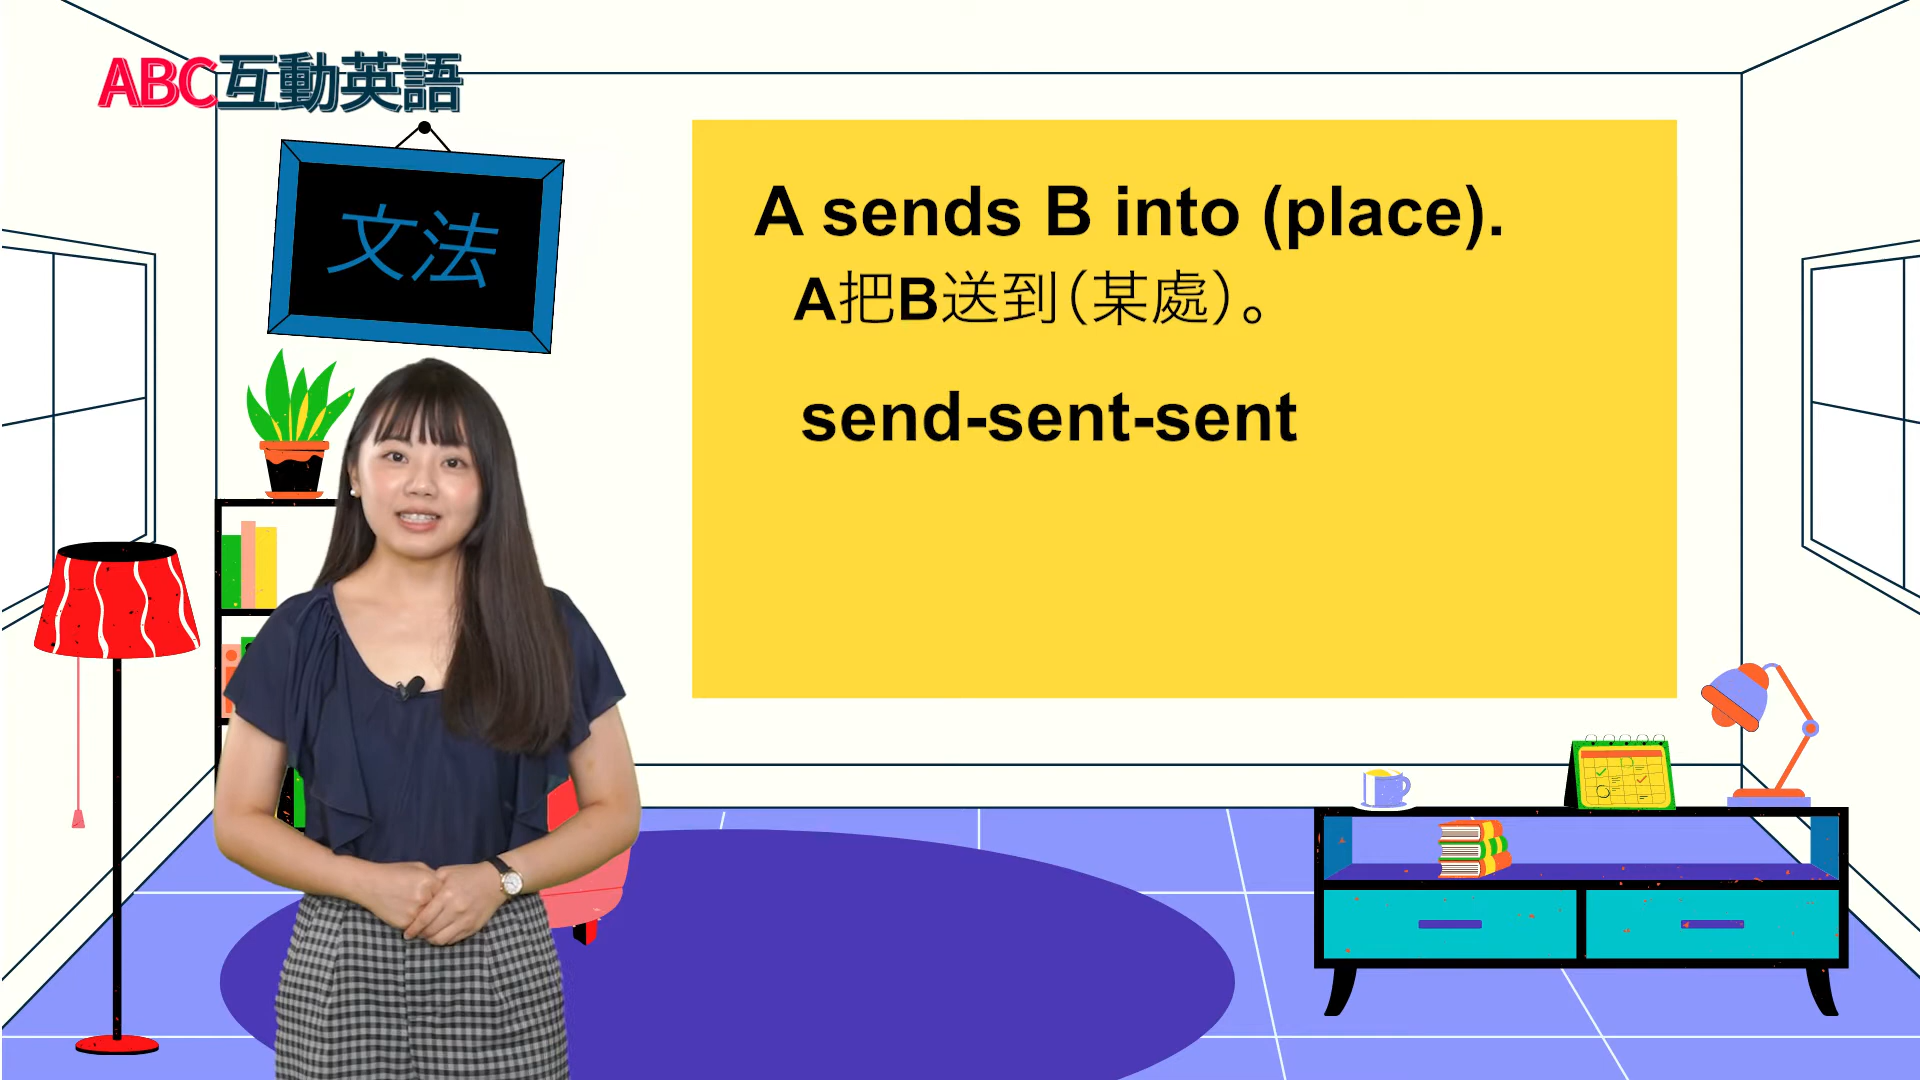 ABC互動英語
文法
A sends B into (place).
A把B送到(某處)。
send-sent-sent